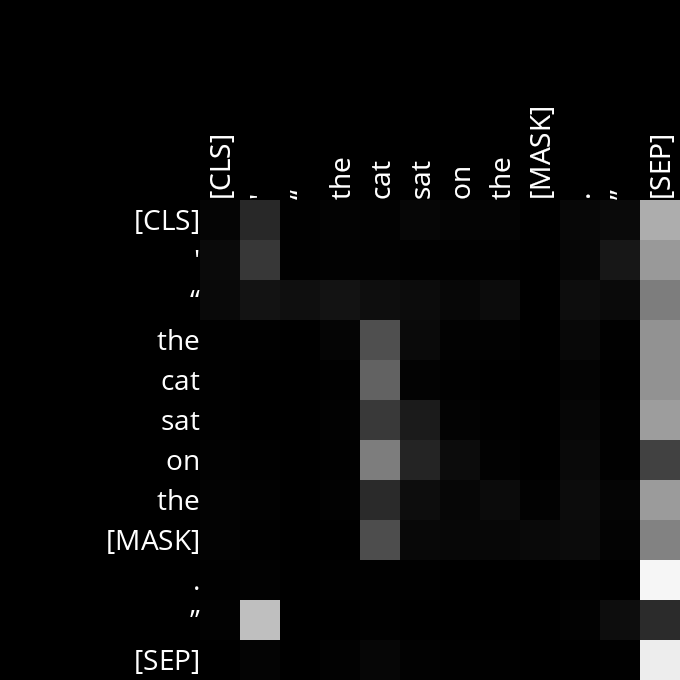 [CLS] ' “ the cat sat on the [MASK] . ” [SEP]
[CLS]
'
“
the
cat
sat
on
the
[MASK]
.
”
[SEP]